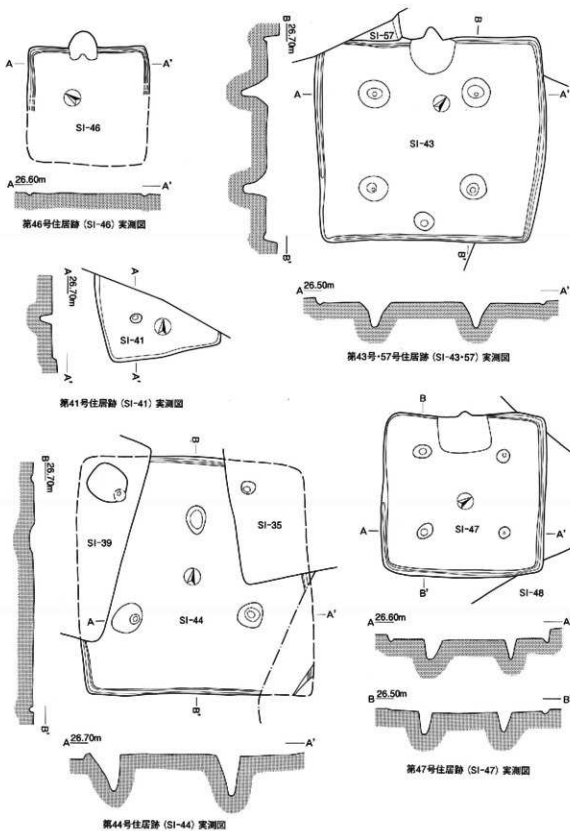 A
A'
SI-46
A 26.60m
A'
第46号住居跡 (SI-46) 実測図
B 26.70m
B'
SI-57
B
A
A'
SI-43
B'
A 26.50m
A'
第43号・57号住居跡 (SI-43・57) 実測図
A 26.70m
A'
A
SI-41
A'
第41号住居跡 (SI-41) 実測図
B 26.70m
B'
B
SI-39
SI-35
A
SI-44
A'
B'
A 26.70m
A'
第44号住居跡 (SI-44) 実測図
B
A
SI-47
A'
B'
SI-48
A 26.60m
A
B 26.50m
B
第47号住居跡 (SI-47) 実測図